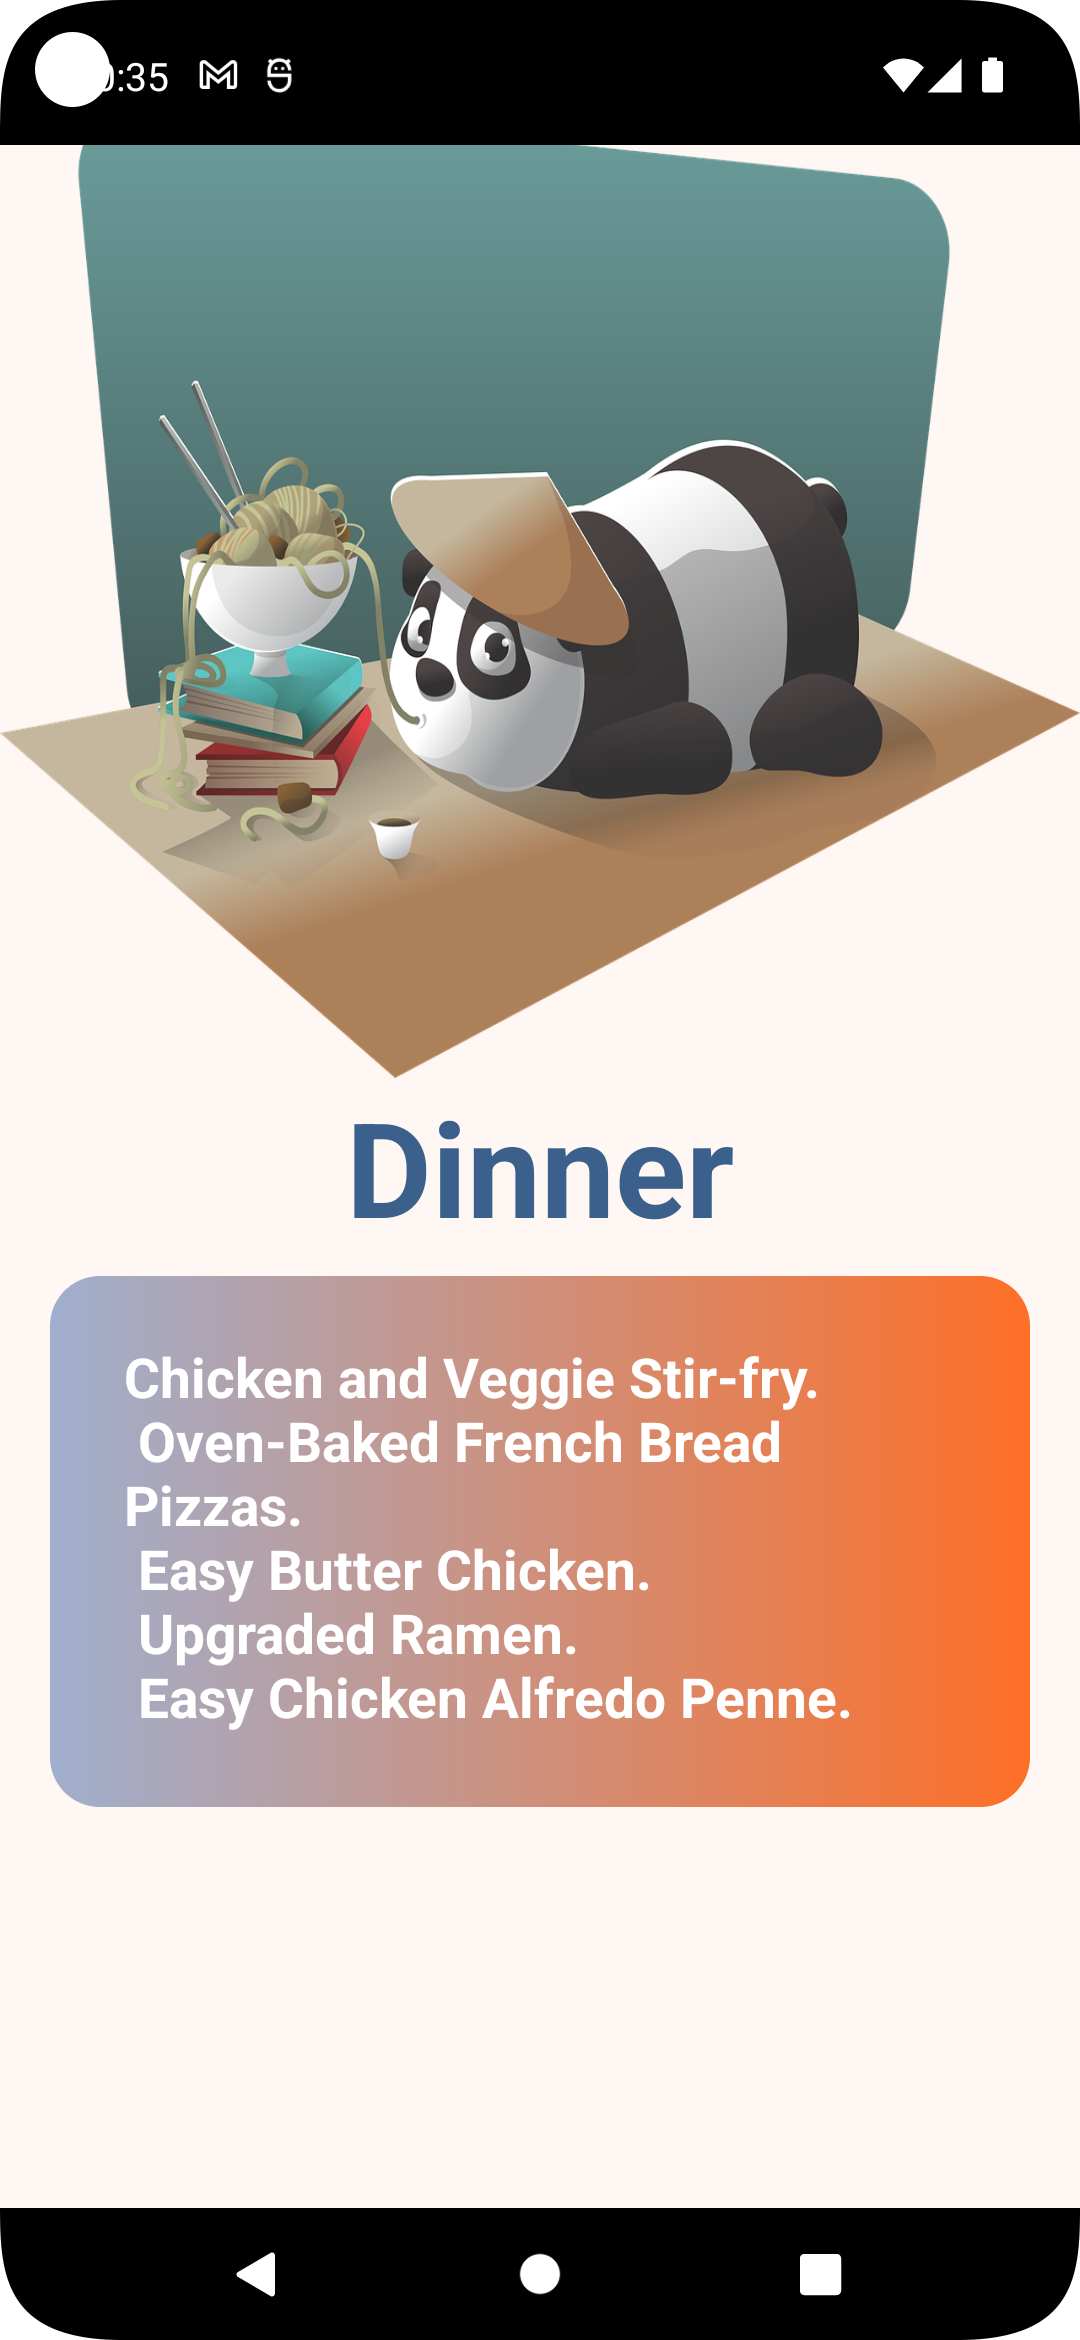 :35
Dinner
Chicken and Veggie Stir-fry.
Oven-Baked French Bread
Pizzas.
Easy Butter Chicken.
Upgraded Ramen.
Easy Chicken Alfredo Penne.